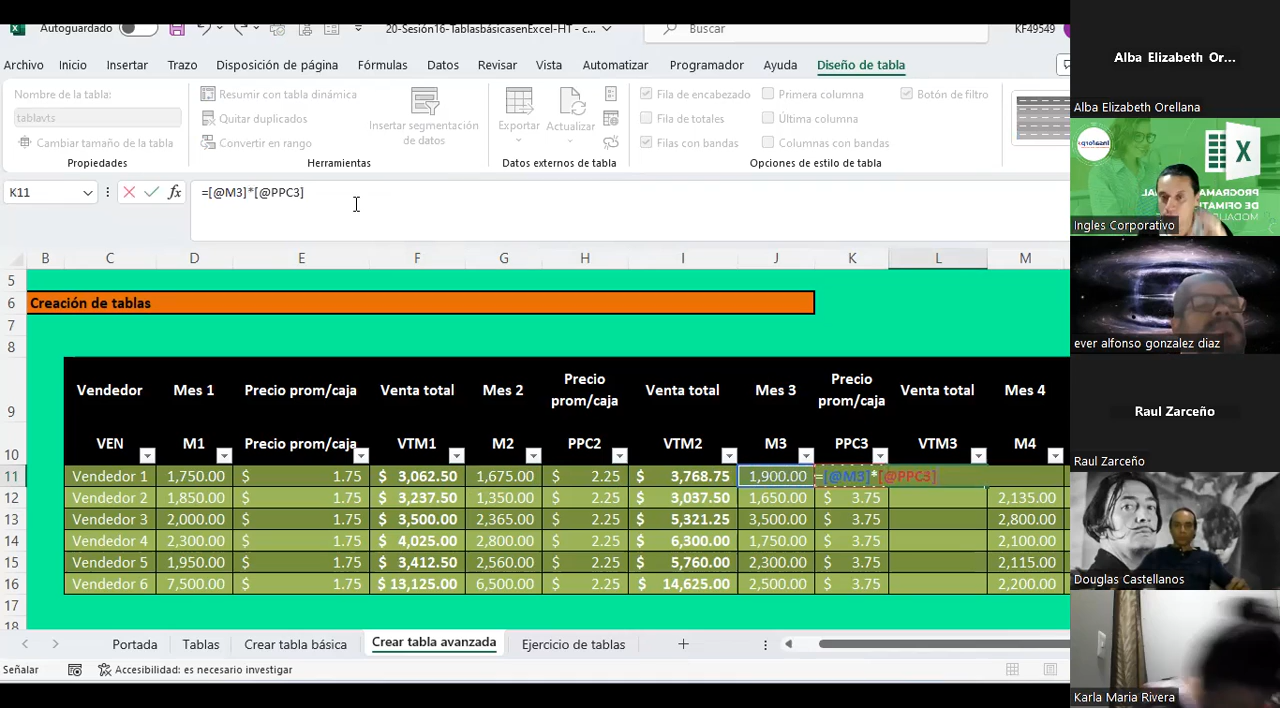 Autoguardado
20-Sesión16-TablasbásicasenExcel-HT - c...
Buscar
KF49549
Archivo Inicio Insertar Trazo Disposición de página Fórmulas Datos Revisar Vista Automatizar Programador Ayuda Diseño de tabla
Nombre de la tabla:
tablavts
Cambiar tamaño de la tabla
Propiedades
Resumir con tabla dinámica
Quitar duplicados
Convertir en rango
Insertar segmentación
de datos
Herramientas
Exportar Actualizar
Datos externos de tabla
Fila de encabezado Primera columna Botón de filtro
Fila de totales Última columna
Filas con bandas Columnas con bandas
Opciones de estilo de tabla
K11 fx =[@M3]*[@PPC3]
B C D E F G H I J K L M
5
6 Creación de tablas
7
8
9 Vendedor Mes 1 Precio prom/caja Venta total Mes 2 Precio prom/caja Venta total Mes 3 Precio prom/caja Venta total Mes 4
10 VEN M1 Precio prom/caja VTM1 M2 PPC2 VTM2 M3 PPC3 VTM3 M4
11 Vendedor 1 1,750.00 $ 1.75 $ 3,062.50 1,675.00 $ 2.25 $ 3,768.75 1,900.00 =[@M3]*[@PPC3]
12 Vendedor 2 1,850.00 $ 1.75 $ 3,237.50 1,350.00 $ 2.25 $ 3,037.50 1,650.00 $ 3.75 2,135.00
13 Vendedor 3 2,000.00 $ 1.75 $ 3,500.00 2,365.00 $ 2.25 $ 5,321.25 3,500.00 $ 3.75 2,800.00
14 Vendedor 4 2,300.00 $ 1.75 $ 4,025.00 2,800.00 $ 2.25 $ 6,300.00 1,750.00 $ 3.75 2,100.00
15 Vendedor 5 1,950.00 $ 1.75 $ 3,412.50 2,560.00 $ 2.25 $ 5,760.00 2,300.00 $ 3.75 2,115.00
16 Vendedor 6 7,500.00 $ 1.75 $ 13,125.00 6,500.00 $ 2.25 $ 14,625.00 2,500.00 $ 3.75 2,200.00
17
18
Portada Tablas Crear tabla básica Crear tabla avanzada Ejercicio de tablas
Señalar Accesibilidad: es necesario investigar
Alba Elizabeth Or...
Alba Elizabeth Orellana
PROGRAMA
DE OFIMATI
Ingles Corporativo
ever alfonso gonzalez diaz
Raul Zarceño
Raul Zarceño
Douglas Castellanos
Karla Maria Rivera